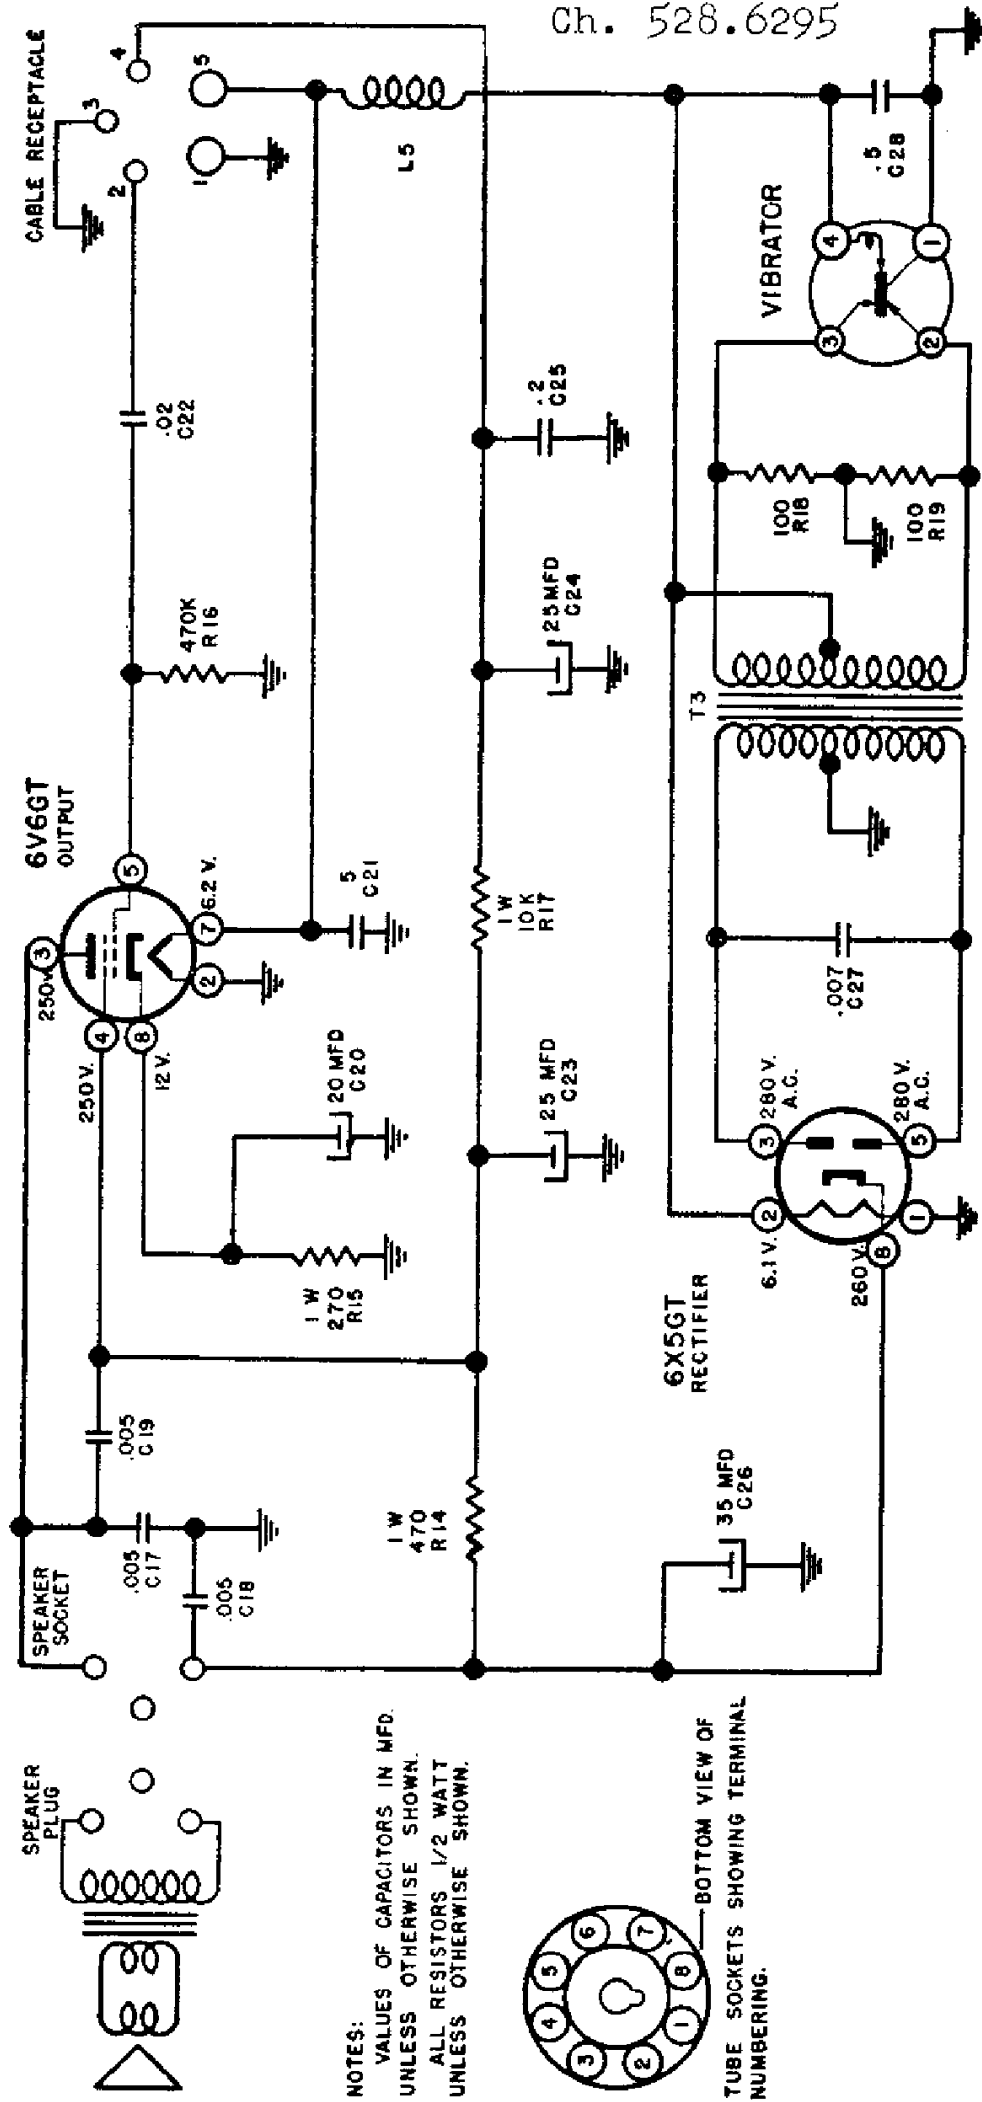 Ch. 528.6295
CABLE RECEPTACLE
1
2
3
4
5
L5
.02
C22
470K
R16
6V6GT
OUTPUT
5
3
250V
4
250V.
8
12 V.
7
6.2 V.
2
5
C21
20 MFD
C20
1 W
270
R15
.005
C19
.005
C17
.005
C18
SPEAKER
SOCKET
SPEAKER
PLUG
.2
C25
25MFD
C24
1 W
10K
R17
25 MFD
C23
1 W
470
R14
35 MFD
C26
.5
C28
VIBRATOR
4
1
3
2
100
R18
100
R19
T3
.007
C27
3
280 V.
A.C.
5
280 V.
A.C.
2
6.1 V.
1
8
260 V.
6X5GT
RECTIFIER
NOTES:
VALUES OF CAPACITORS IN MFD.
UNLESS OTHERWISE SHOWN.
ALL RESISTORS 1/2 WATT
UNLESS OTHERWISE SHOWN.
1
2
3
4
5
6
7
8
BOTTOM VIEW OF
TUBE SOCKETS SHOWING TERMINAL
NUMBERING.